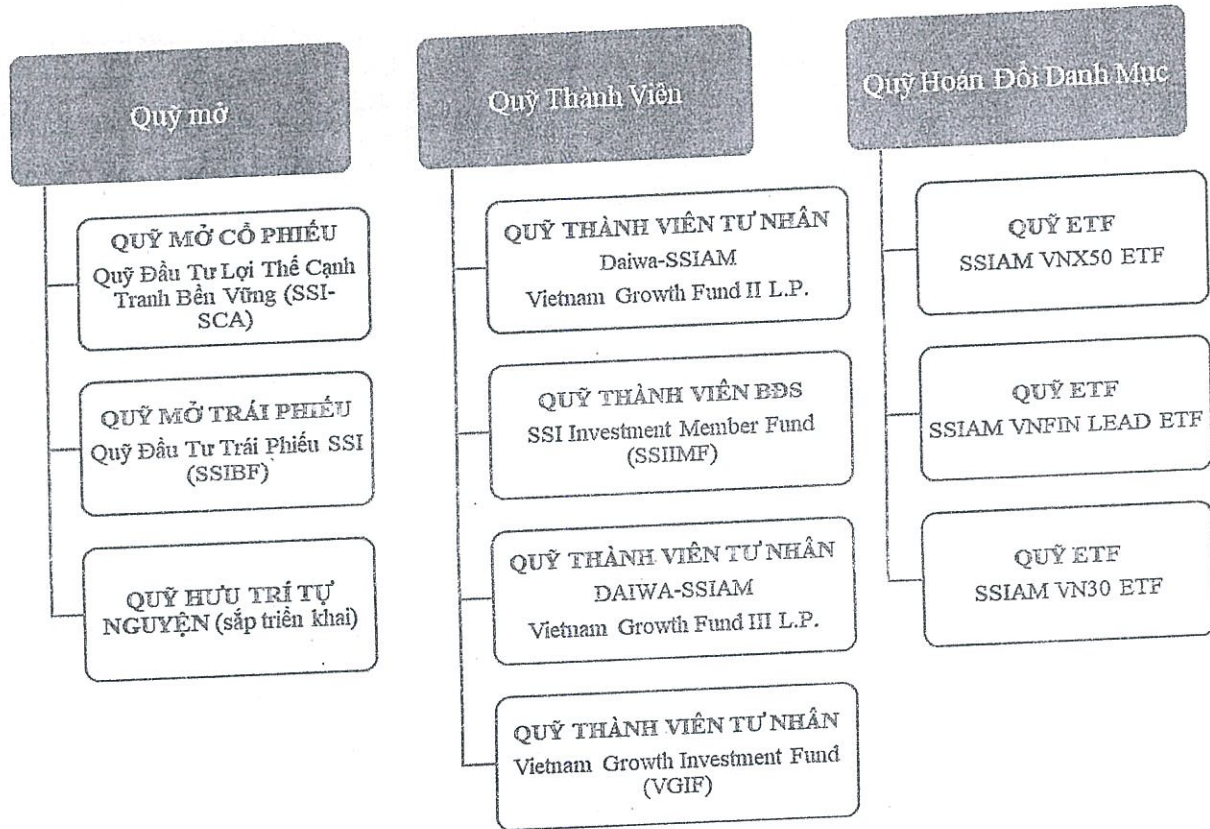 Quỹ mở
QUỸ MỞ CỔ PHIẾU
Quỹ Đầu Tư Lợi Thế Cạnh
Tranh Bền Vững (SSI-
SCA)
QUỸ MỞ TRÁI PHIẾU
Quỹ Đầu Tư Trái Phiếu SSI
(SSIBF)
QUỸ HƯU TRÍ TỰ
NGUYỆN (sắp triển khai)
Quỹ Thành Viên
QUỸ THÀNH VIÊN TƯ NHÂN
Daiwa-SSIAM
Vietnam Growth Fund II L.P.
QUỸ THÀNH VIÊN BĐS
SSI Investment Member Fund
(SSIIMF)
QUỸ THÀNH VIÊN TƯ NHÂN
DAIWA-SSIAM
Vietnam Growth Fund III L.P.
QUỸ THÀNH VIÊN TƯ NHÂN
Vietnam Growth Investment Fund
(VGIF)
Quỹ Hoán Đổi Danh Mục
QUỸ ETF
SSIAM VNX50 ETF
QUỸ ETF
SSIAM VNFIN LEAD ETF
QUỸ ETF
SSIAM VN30 ETF